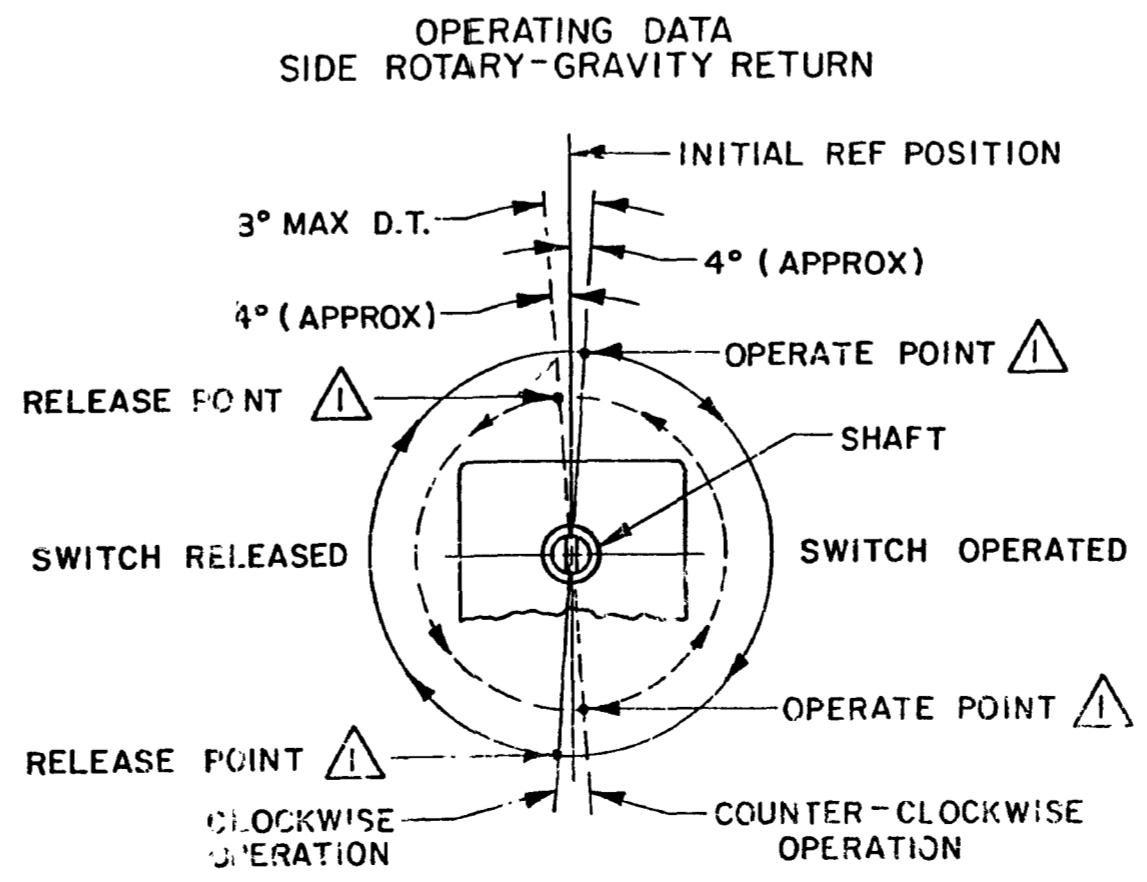 OPERATING DATA
SIDE ROTARY-GRAVITY RETURN
INITIAL REF POSITION
3° MAX D.T.
4° (APPROX)
4° (APPROX)
OPERATE POINT 1
RELEASE POINT 1
SHAFT
SWITCH RELEASED
SWITCH OPERATED
OPERATE POINT 1
RELEASE POINT 1
CLOCKWISE
OPERATION
COUNTER-CLOCKWISE
OPERATION